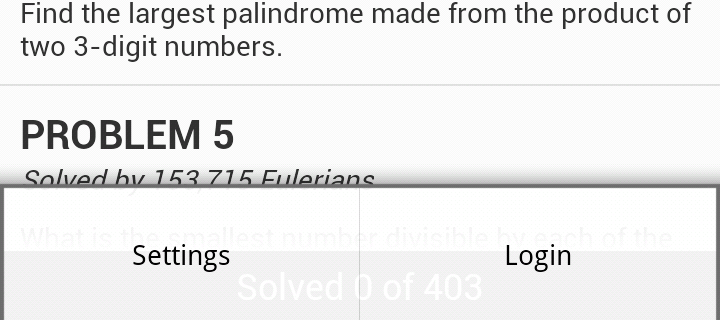 Find the largest palindrome made from the product of
two 3-digit numbers.
PROBLEM 5
Solved by 153,715 Eulerians
What is the smallest number divisible by each of the
Settings
Login
Solved 0 of 403